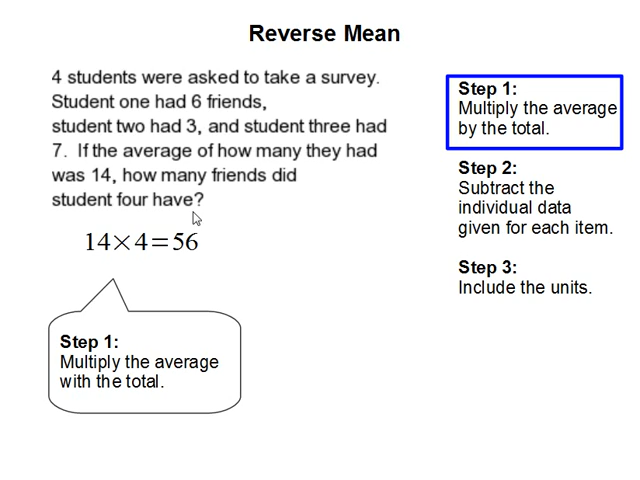 Reverse Mean
4 students were asked to take a survey.
Student one had 6 friends,
student two had 3, and student three had
7.  If the average of how many they had
was 14, how many friends did
student four have?
14×4=56
Step 1:
Multiply the average
with the total.
Step 1:
Multiply the average
by the total.
Step 2:
Subtract the
individual data
given for each item.
Step 3:
Include the units.